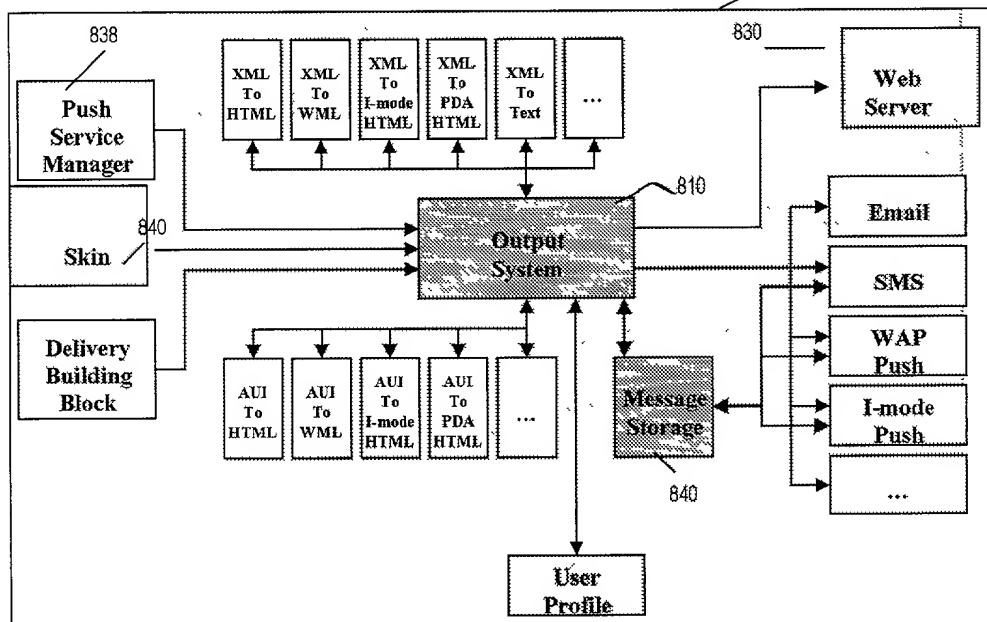 838
Push
Service
Manager
840
Skin
Delivery
Building
Block
XML
To
HTML
XML
To
WML
XML
To
I-mode
HTML
XML
To
PDA
HTML
XML
To
Text
...
810
Output
System
AUI
To
HTML
AUI
To
WML
AUI
To
I-mode
HTML
AUI
To
PDA
HTML
...
Message
Storage
840
User
Profile
830
Web
Server
Email
SMS
WAP
Push
I-mode
Push
...